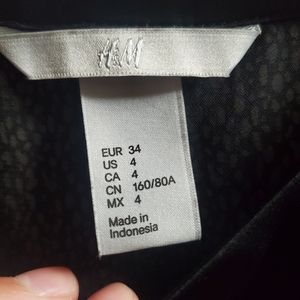 H&M
EUR 34
US 4
CA 4
CN 160/80A
MX 4
Made in
Indonesia